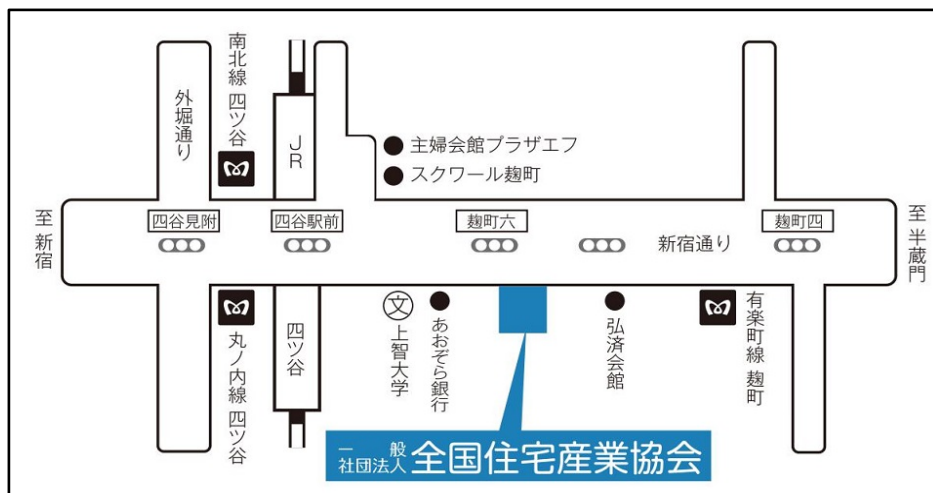 南北線 四ツ谷
外堀通り
JR
主婦会館プラザエフ
スクワール麹町
至 新宿
四谷見附
四谷駅前
麹町六
新宿通り
麹町四
至 半蔵門
丸ノ内線 四ツ谷
四ツ谷
文
上智大学
あおぞら銀行
弘済会館
有楽町線 麹町
一般
社団法人
全国住宅産業協会